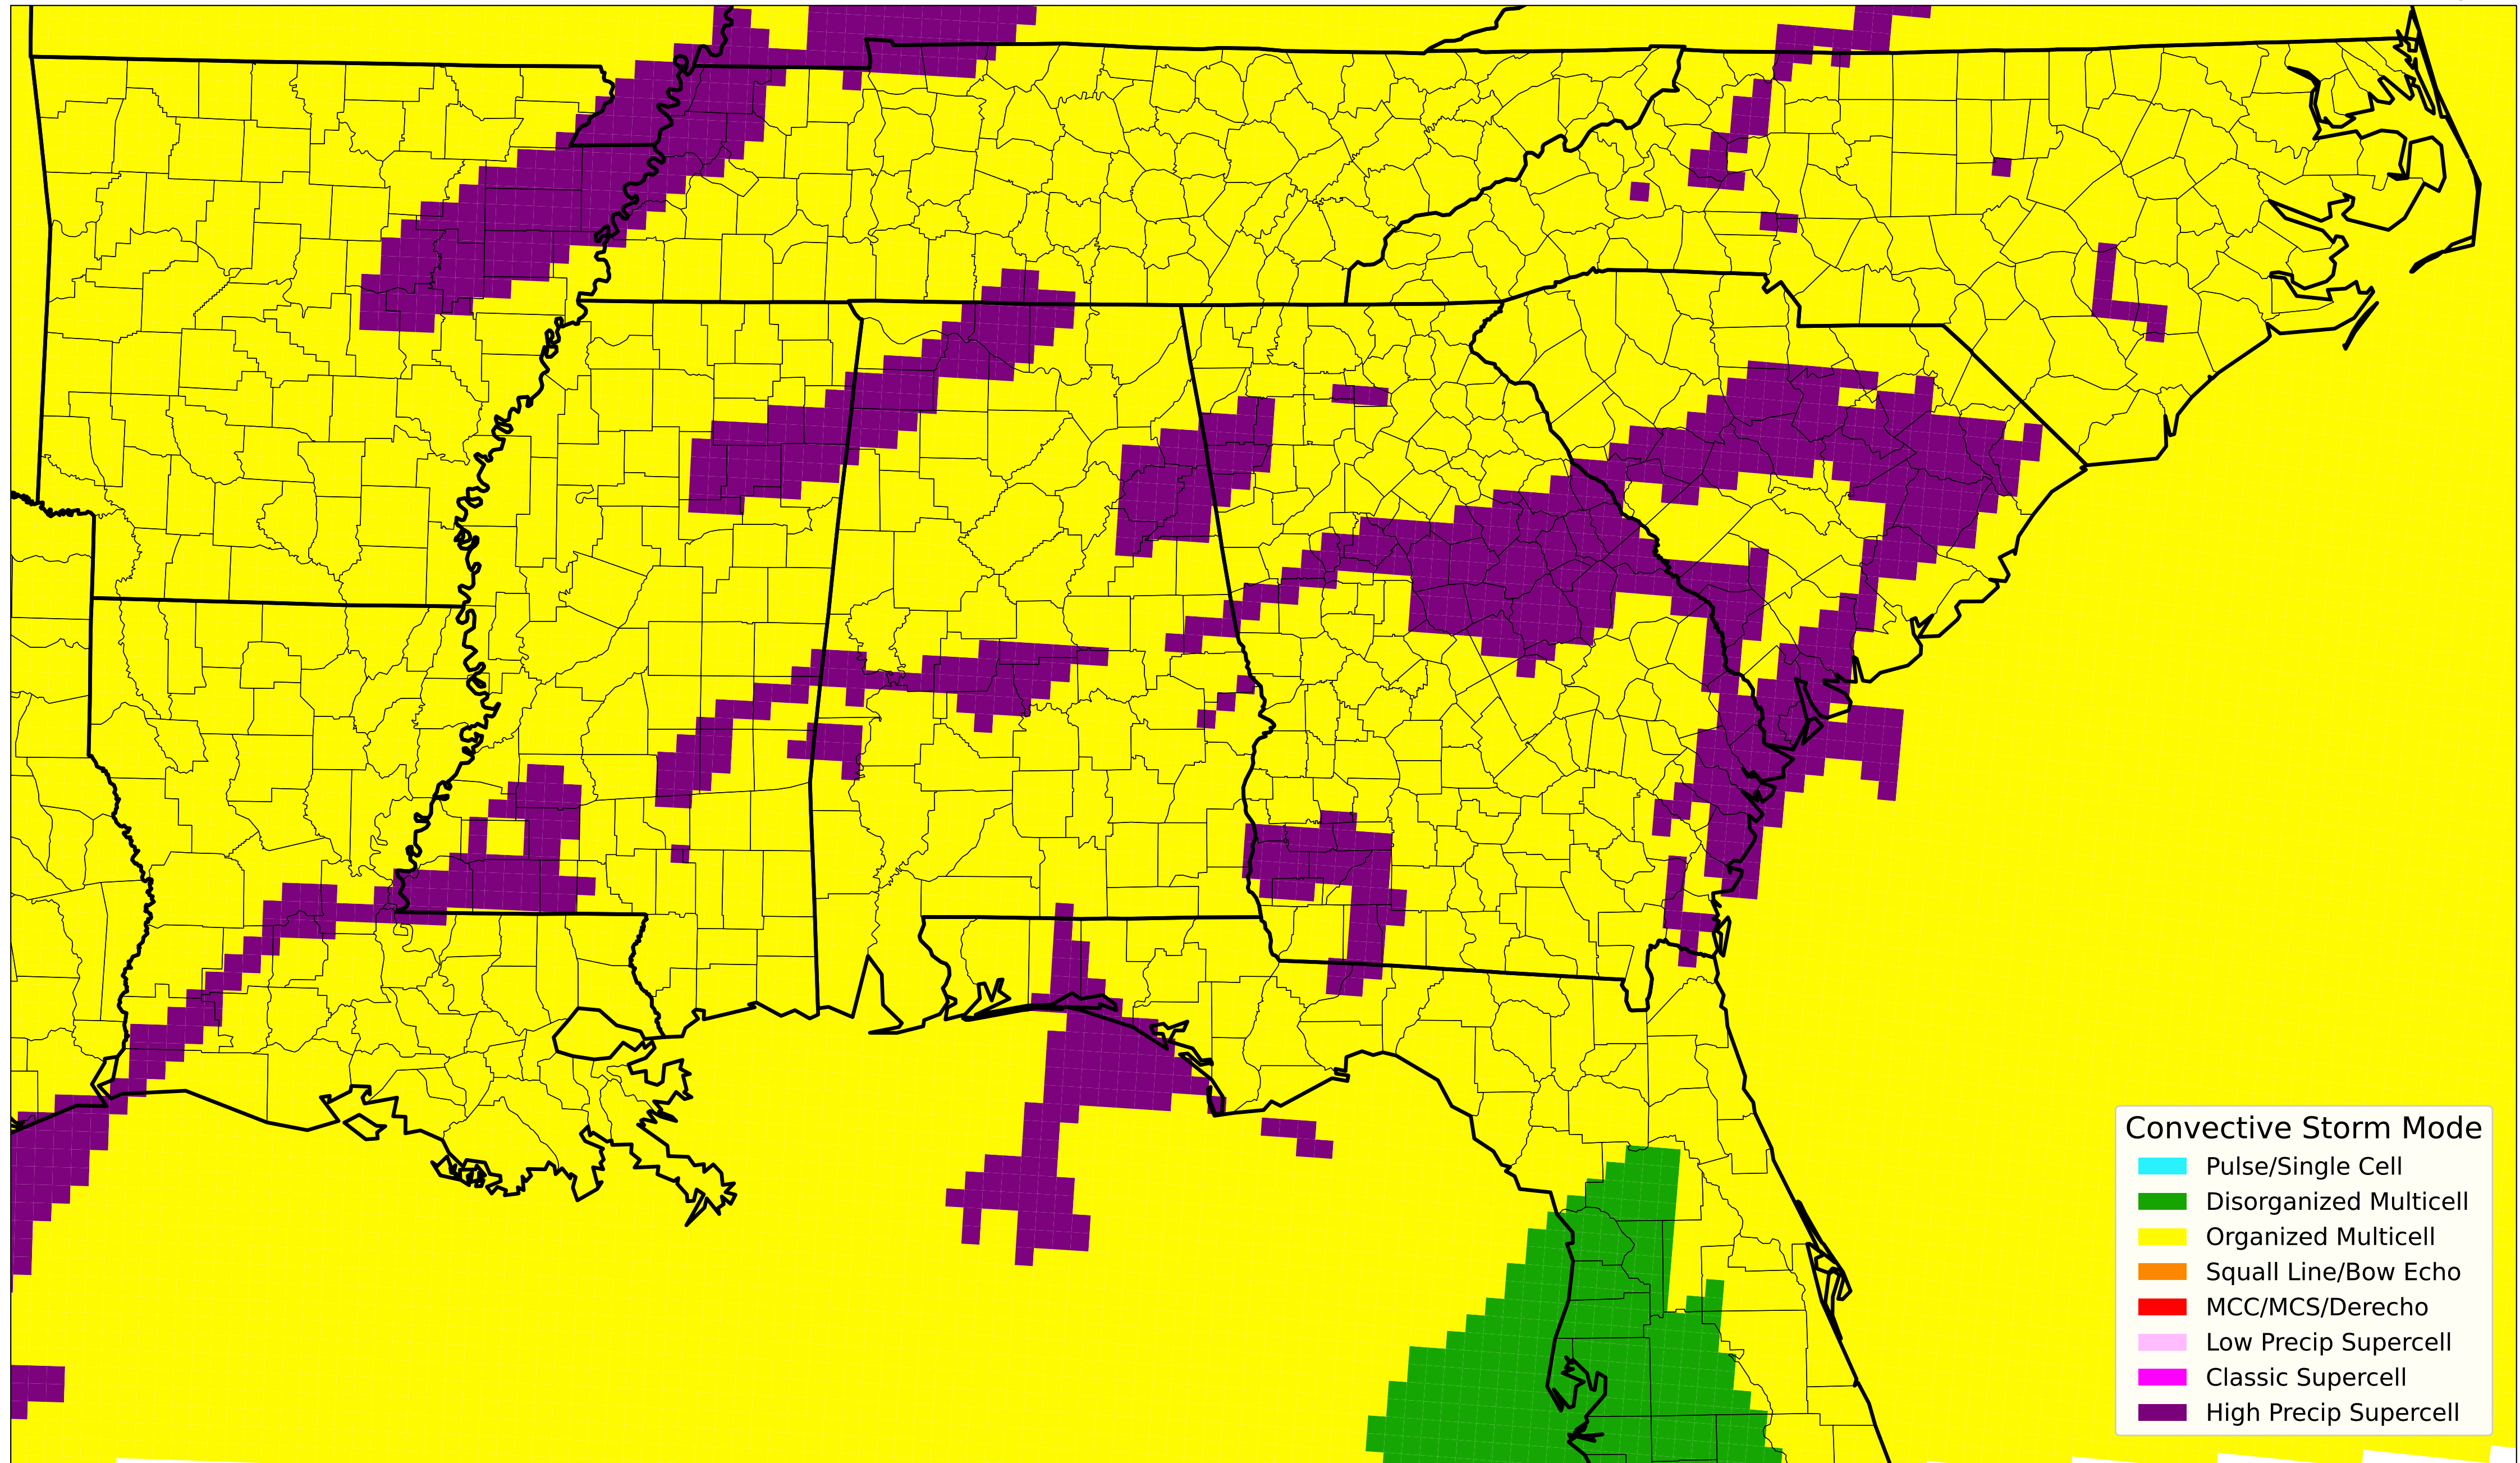 Convective Storm Mode
Pulse/Single Cell
Disorganized Multicell
Organized Multicell
Squall Line/Bow Echo
MCC/MCS/Derecho
Low Precip Supercell
Classic Supercell
High Precip Supercell